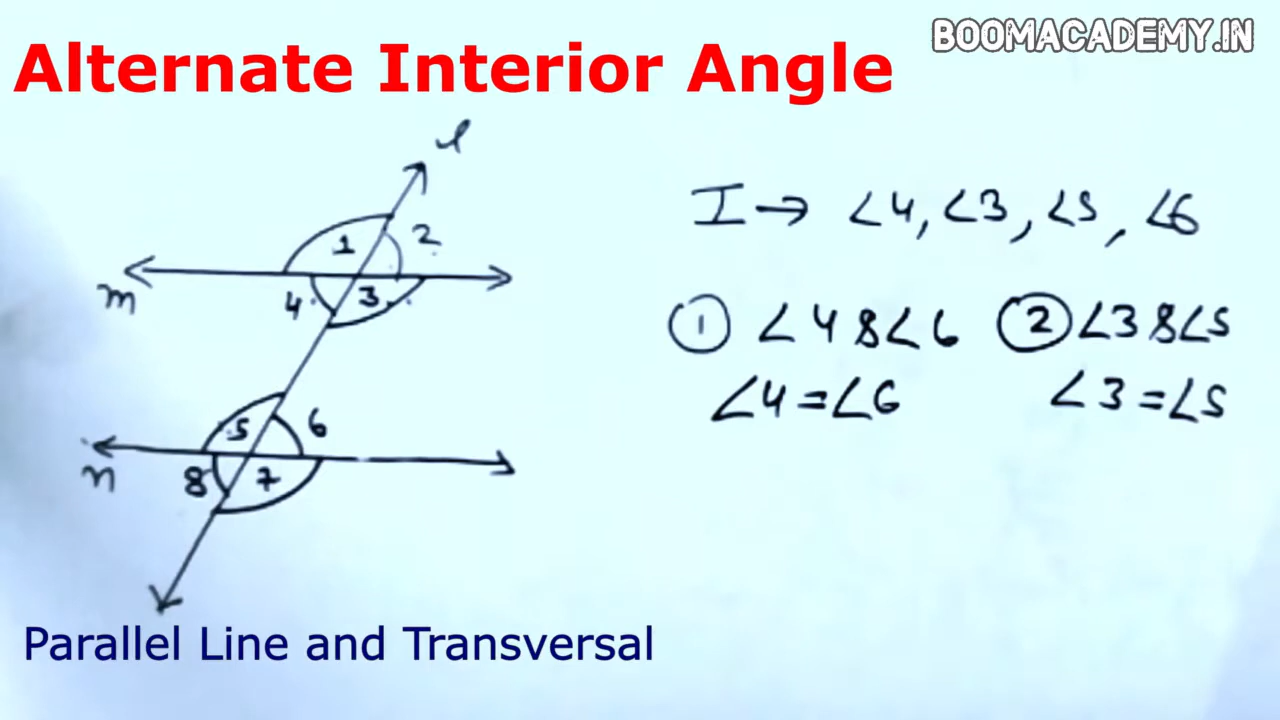 BOOMACADEMY.IN
Alternate Interior Angle
l
1 2
m 4 3
5 6
n 8 7
I → ∠4, ∠3, ∠5, ∠6
① ∠4 & ∠6 ② ∠3 & ∠5
∠4 = ∠6 ∠3 = ∠5
Parallel Line and Transversal